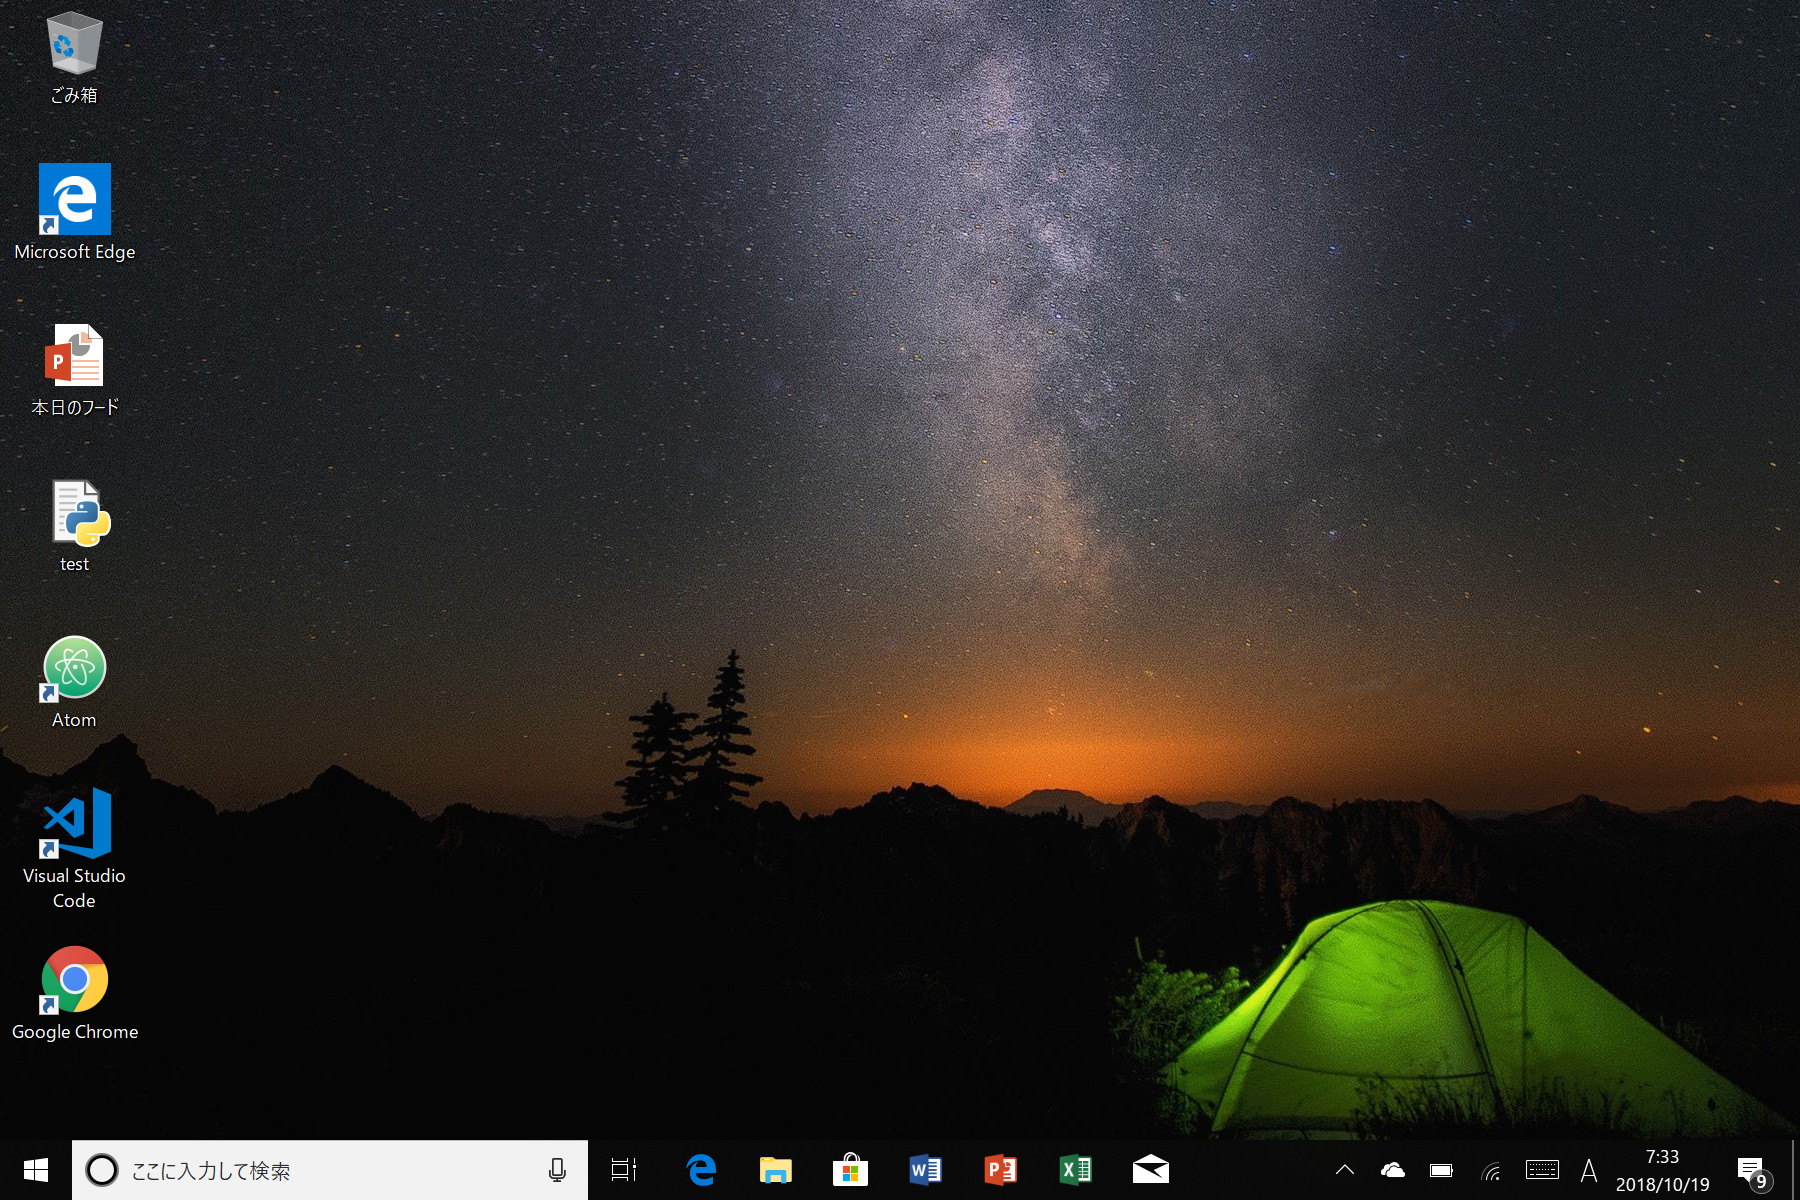 ごみ箱
Microsoft Edge
本日のフード
test
Atom
Visual Studio
Code
Google Chrome
ここに入力して検索
A
7:33
2018/10/19
9